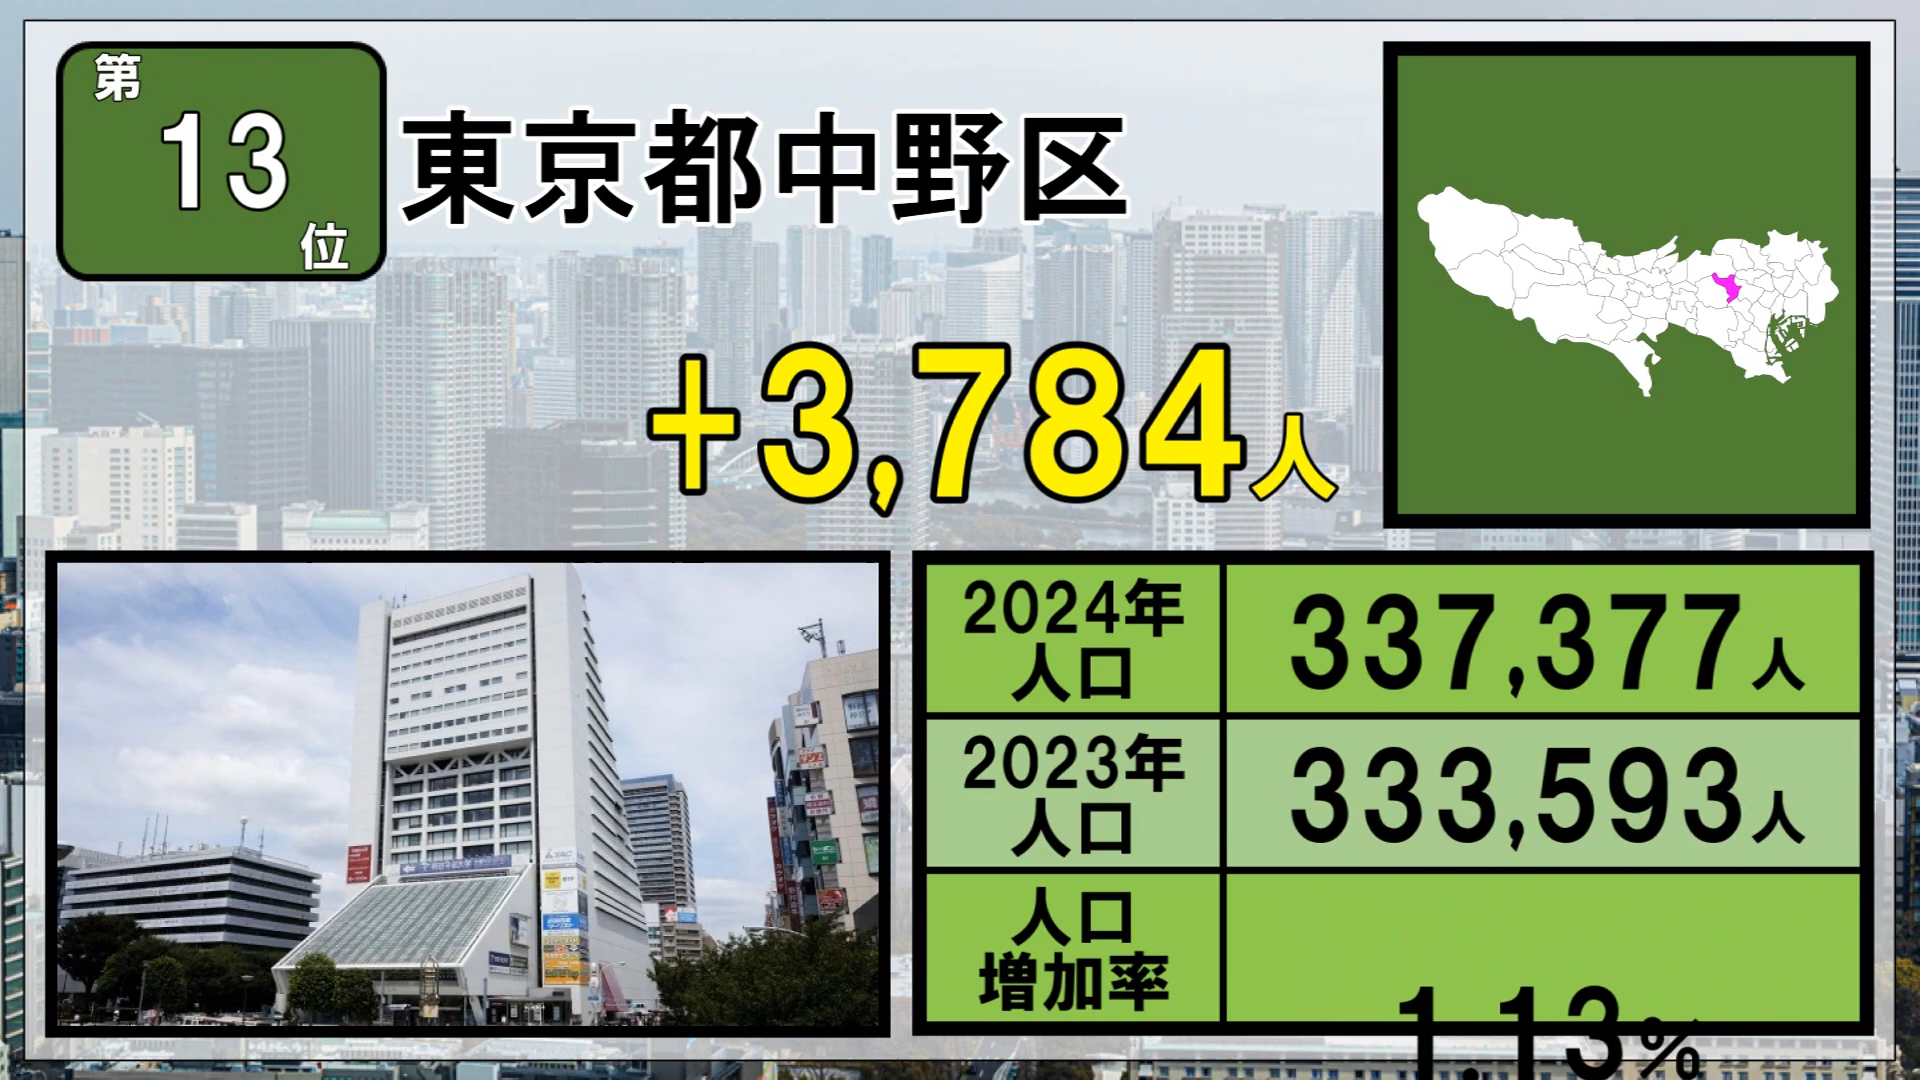 第
13
位
東京都中野区
+3,784人
2024年
人口
337,377人
2023年
人口
333,593人
人口
増加率
1.13%